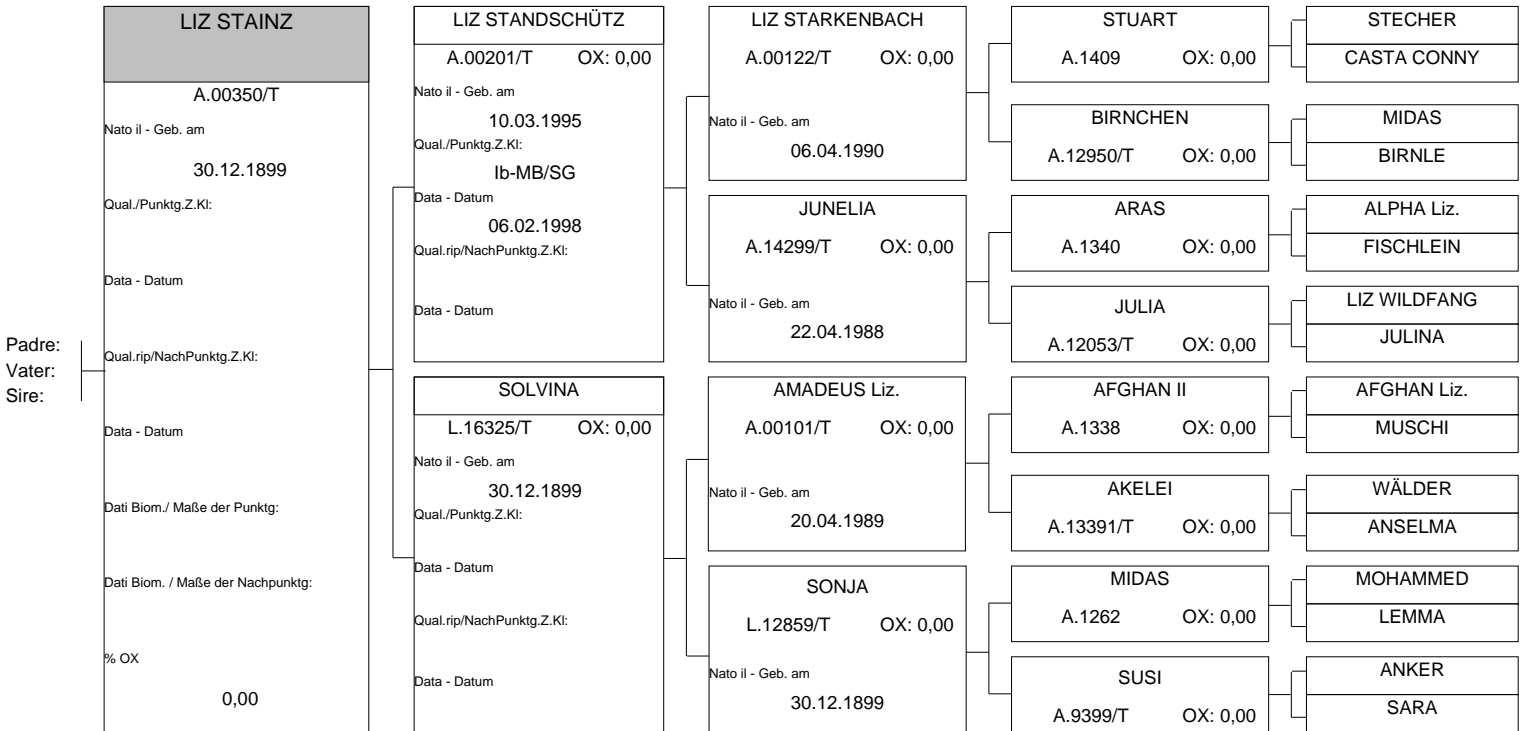 Padre:
Vater:
Sire:
LIZ STAINZ
A.00350/T
Nato il - Geb. am
30.12.1899
Qual./Punktg.Z.Kl:
Data - Datum
Qual.rip/NachPunktg.Z.Kl:
Data - Datum
Dati Biom./ Maße der Punktg:
Dati Biom. / Maße der Nachpunktg:
% OX
0,00
LIZ STANDSCHÜTZ
A.00201/T OX: 0,00
Nato il - Geb. am
10.03.1995
Qual./Punktg.Z.Kl:
Ib-MB/SG
Data - Datum
06.02.1998
Qual.rip/NachPunktg.Z.Kl:
Data - Datum
SOLVINA
L.16325/T OX: 0,00
Nato il - Geb. am
30.12.1899
Qual./Punktg.Z.Kl:
Data - Datum
Qual.rip/NachPunktg.Z.Kl:
Data - Datum
LIZ STARKENBACH
A.00122/T OX: 0,00
Nato il - Geb. am
06.04.1990
JUNELIA
A.14299/T OX: 0,00
Nato il - Geb. am
22.04.1988
AMADEUS Liz.
A.00101/T OX: 0,00
Nato il - Geb. am
20.04.1989
SONJA
L.12859/T OX: 0,00
Nato il - Geb. am
30.12.1899
STUART
A.1409 OX: 0,00
BIRNCHEN
A.12950/T OX: 0,00
ARAS
A.1340 OX: 0,00
JULIA
A.12053/T OX: 0,00
AFGHAN II
A.1338 OX: 0,00
AKELEI
A.13391/T OX: 0,00
MIDAS
A.1262 OX: 0,00
SUSI
A.9399/T OX: 0,00
STECHER
CASTA CONNY
MIDAS
BIRNLE
ALPHA Liz.
FISCHLEIN
LIZ WILDFANG
JULINA
AFGHAN Liz.
MUSCHI
WÄLDER
ANSELMA
MOHAMMED
LEMMA
ANKER
SARA